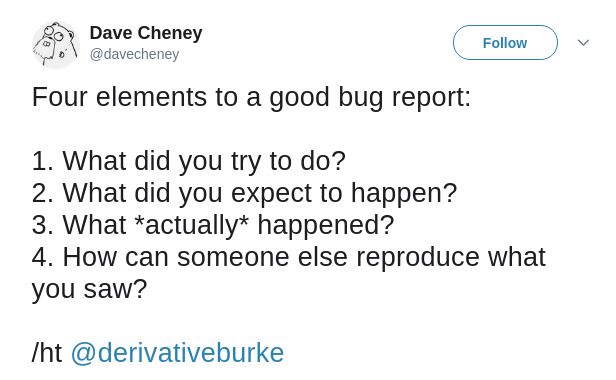 Dave Cheney
@davecheney
Follow
Four elements to a good bug report:
1. What did you try to do?
2. What did you expect to happen?
3. What *actually* happened?
4. How can someone else reproduce what
you saw?
/ht @derivativeburke